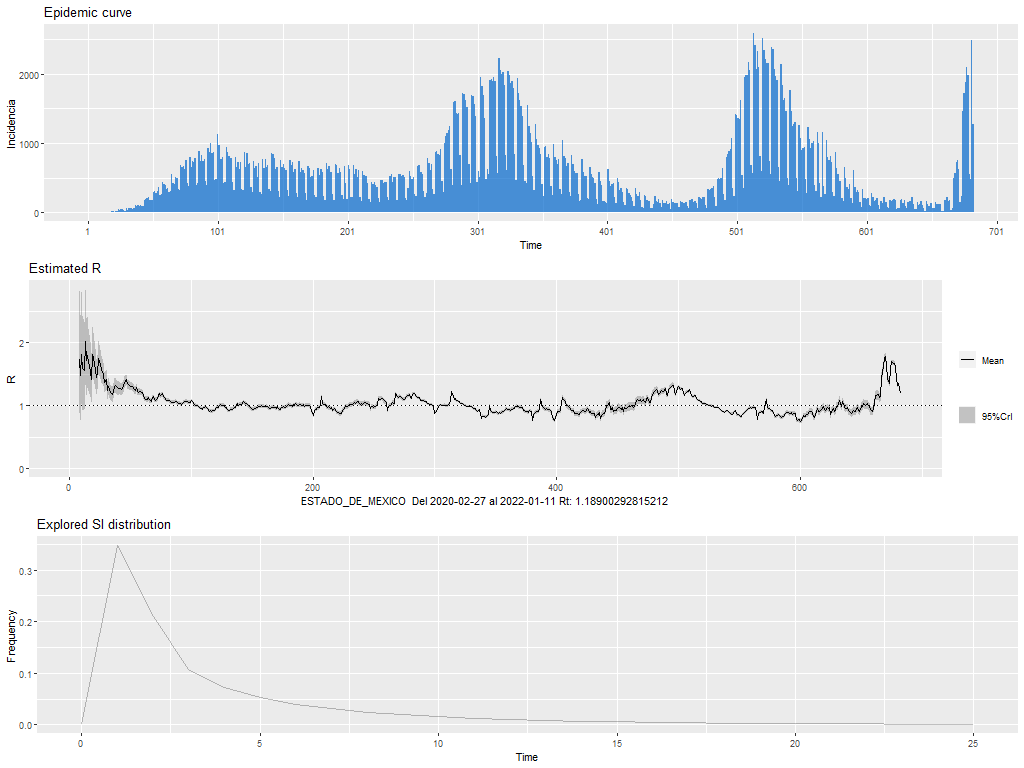 Epidemic curve
Incidencia
2000
1000
0
1 101 201 301 401 501 601 701
Time
Estimated R
R
2
1
0
Mean
95%CrI
0 200 400 600
ESTADO_DE_MEXICO Del 2020-02-27 al 2022-01-11 Rt: 1.18900292815212
Explored SI distribution
Frequency
0.3
0.2
0.1
0.0
0 5 10 15 20 25
Time